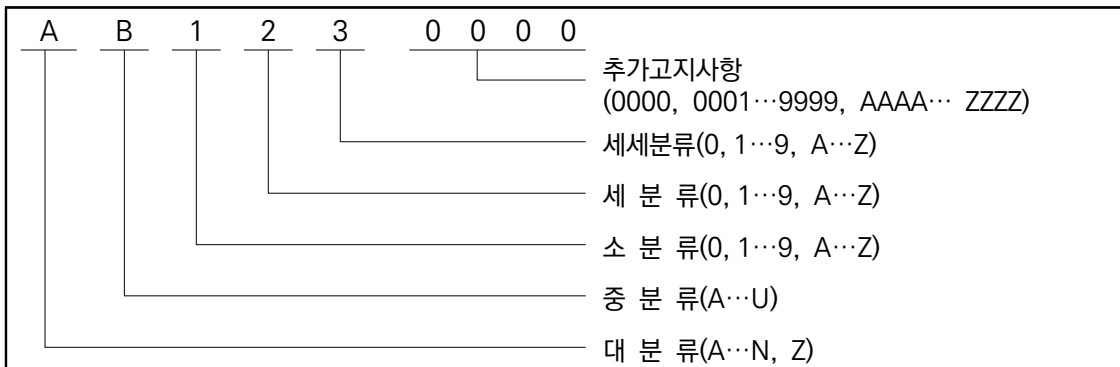 A B 1 2 3 0 0 0 0
추가고지사항
(0000, 0001…9999, AAAA… ZZZZ)
세세분류(0, 1…9, A…Z)
세 분 류(0, 1…9, A…Z)
소 분 류(0, 1…9, A…Z)
중 분 류(A…U)
대 분 류(A…N, Z)